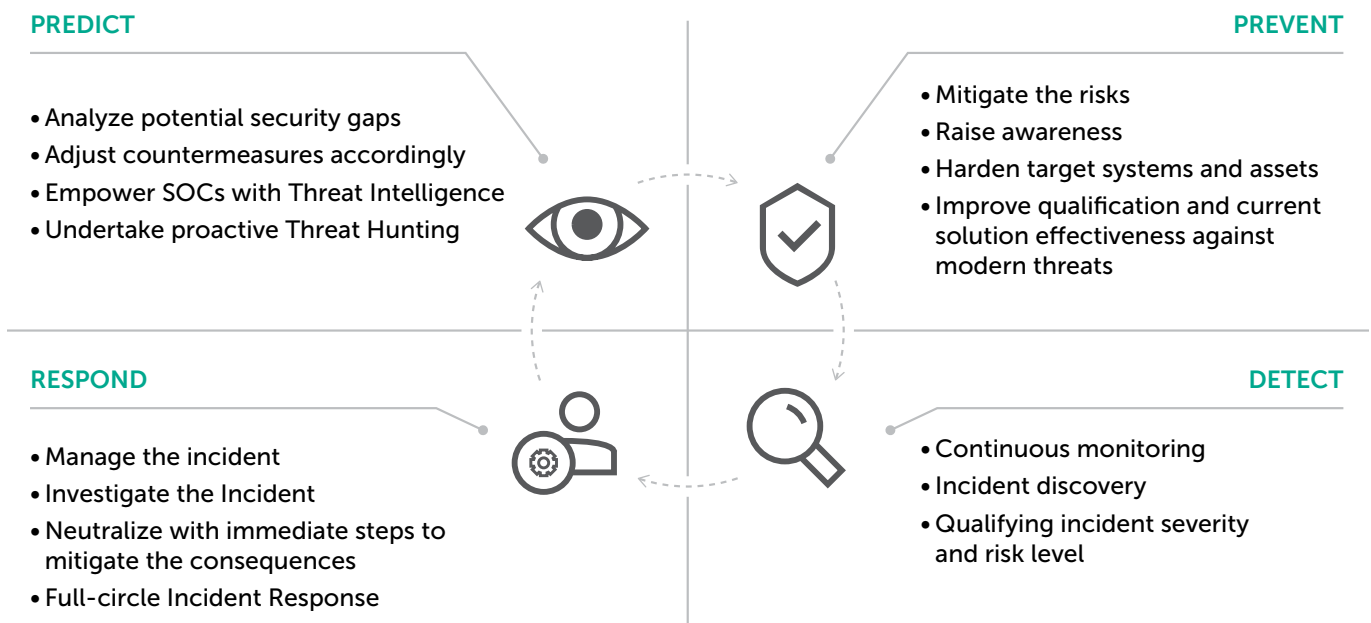 PREDICT
• Analyze potential security gaps
• Adjust countermeasures accordingly
• Empower SOCs with Threat Intelligence
• Undertake proactive Threat Hunting
PREVENT
• Mitigate the risks
• Raise awareness
• Harden target systems and assets
• Improve qualification and current
solution effectiveness against
modern threats
RESPOND
• Manage the incident
• Investigate the Incident
• Neutralize with immediate steps to
mitigate the consequences
• Full-circle Incident Response
DETECT
• Continuous monitoring
• Incident discovery
• Qualifying incident severity
and risk level